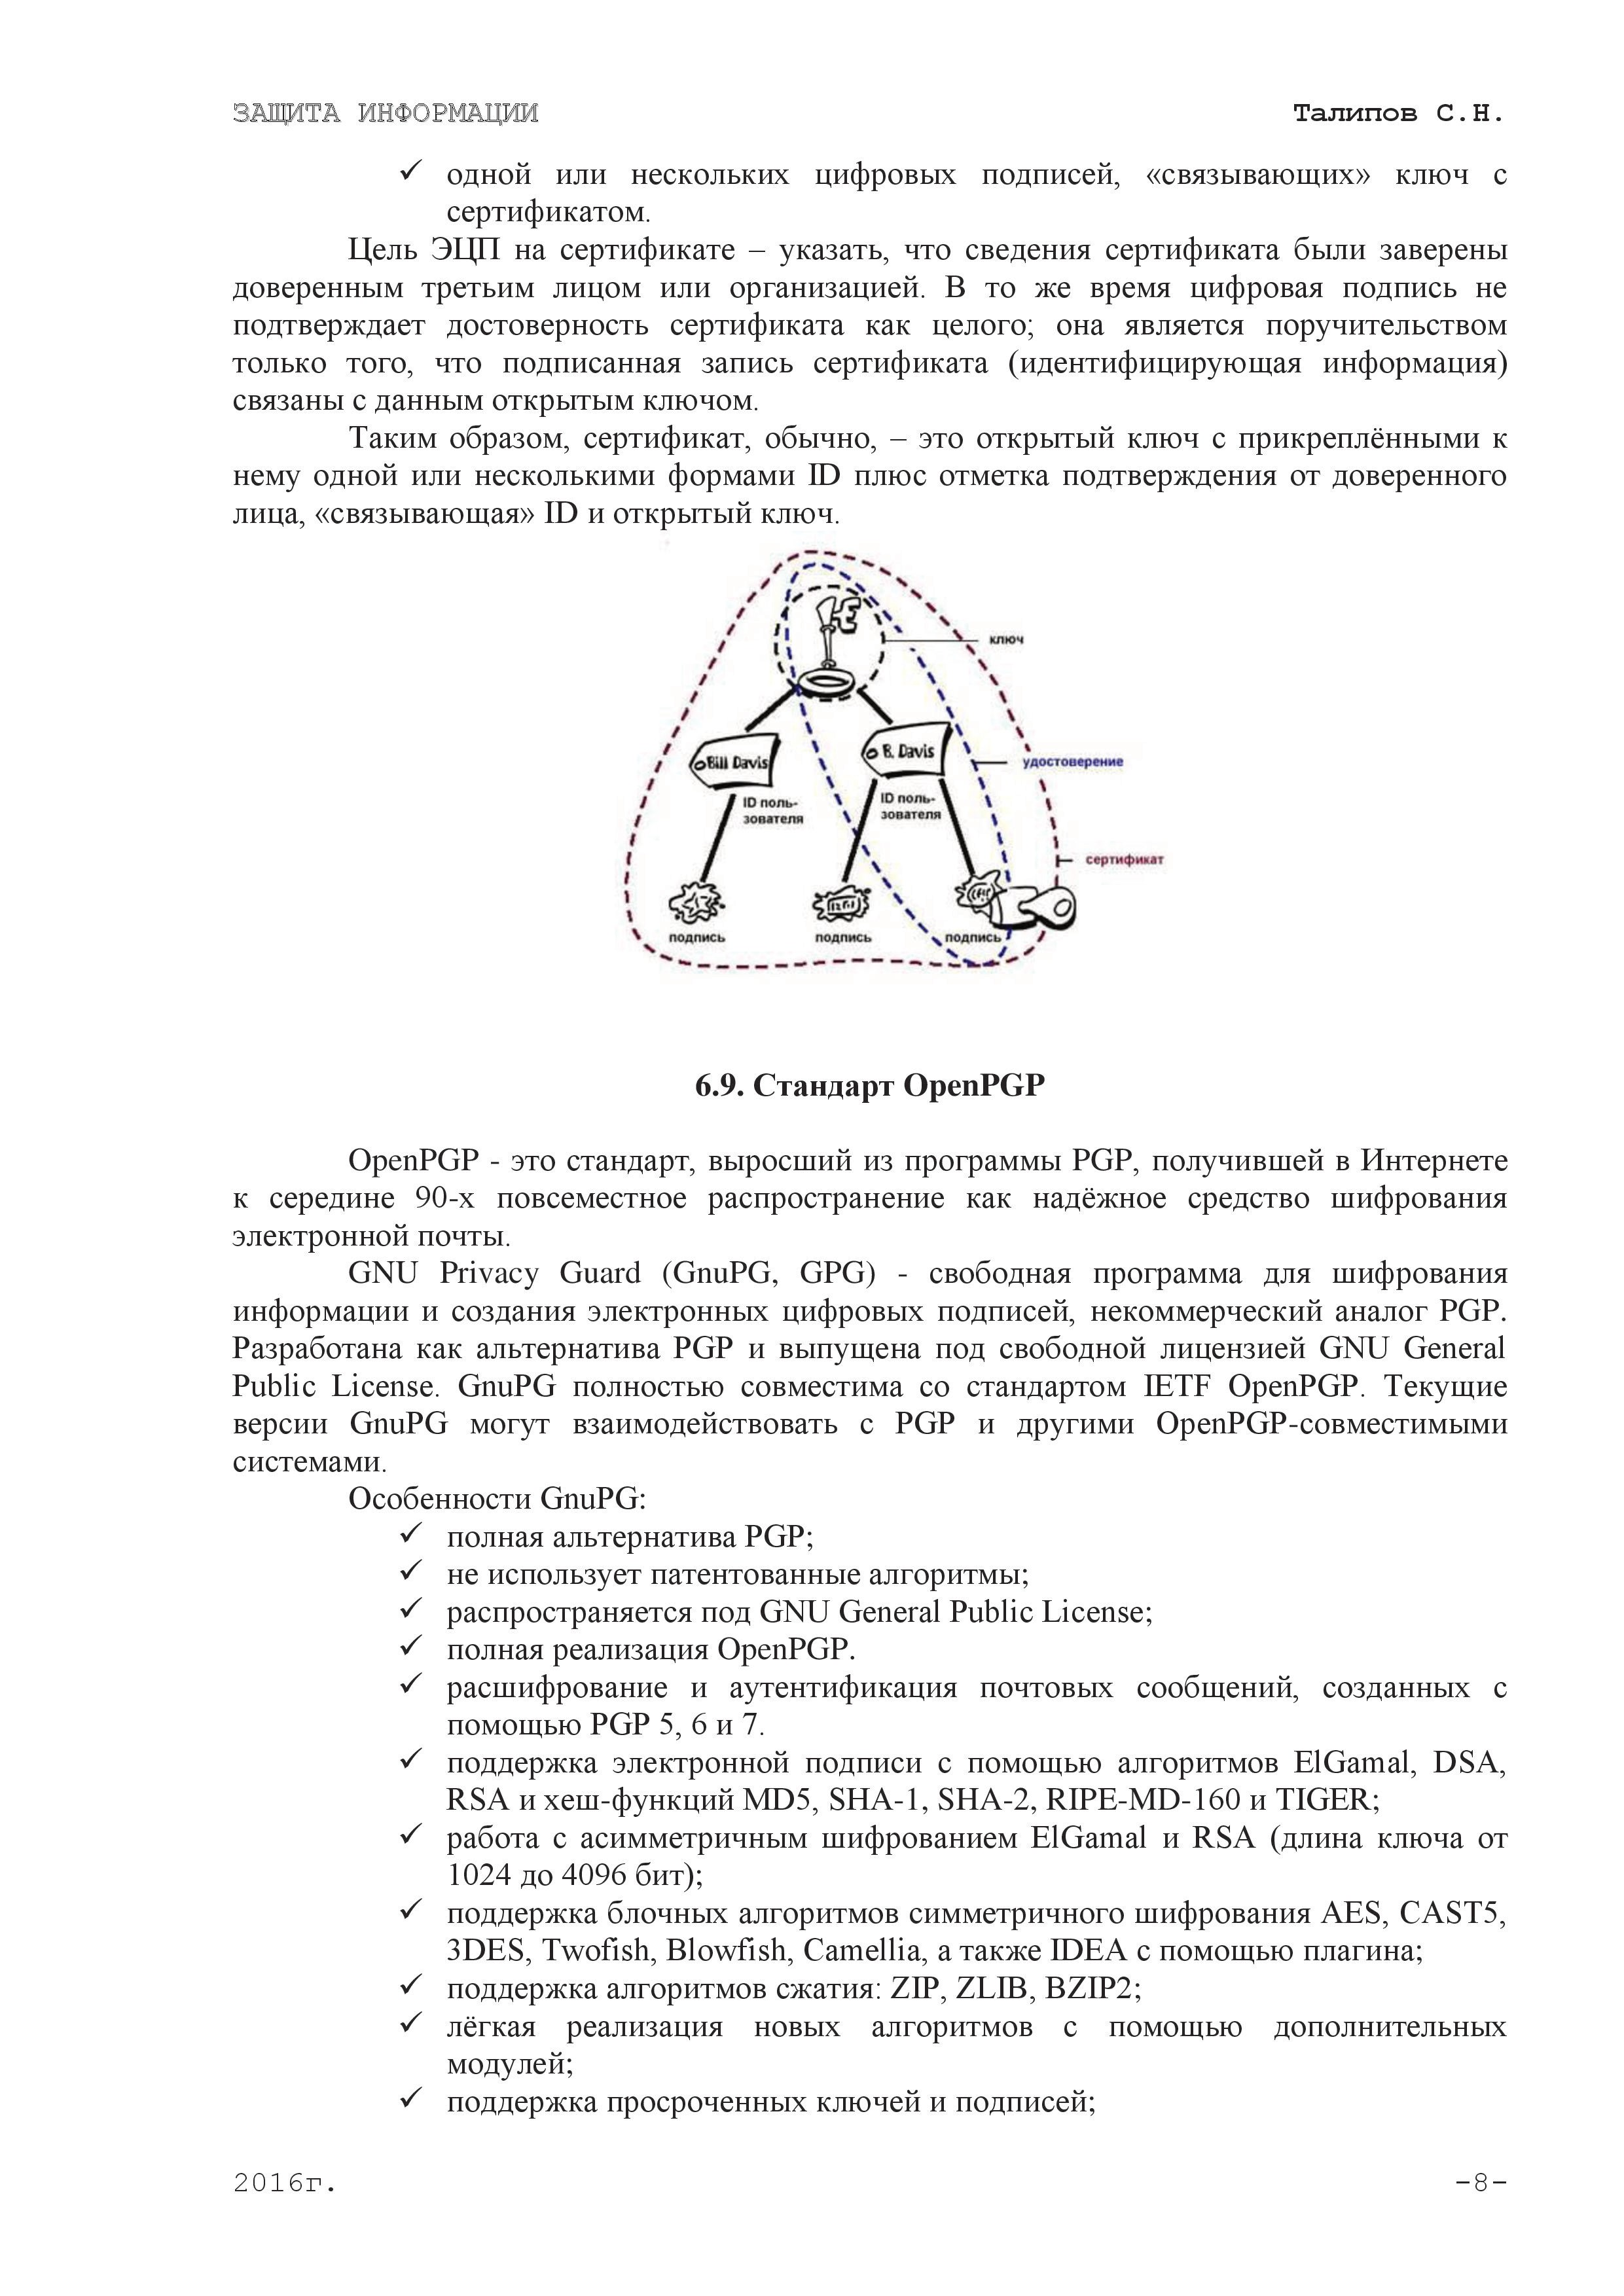 ЗАЩИТА ИНФОРМАЦИИ Талипов С.Н.
✓ одной или нескольких цифровых подписей, «связывающих» ключ с
сертификатом.
Цель ЭЦП на сертификате – указать, что сведения сертификата были заверены
доверенным третьим лицом или организацией. В то же время цифровая подпись не
подтверждает достоверность сертификата как целого; она является поручительством
только того, что подписанная запись сертификата (идентифицирующая информация)
связаны с данным открытым ключом.
Таким образом, сертификат, обычно, – это открытый ключ с прикреплёнными к
нему одной или несколькими формами ID плюс отметка подтверждения от доверенного
лица, «связывающая» ID и открытый ключ.
ключ
Bill Davis
B. Davis
удостоверение
ID поль-
зователя
ID поль-
зователя
сертификат
подпись
подпись
подпись
6.9. Стандарт OpenPGP
OpenPGP - это стандарт, выросший из программы PGP, получившей в Интернете
к середине 90-х повсеместное распространение как надёжное средство шифрования
электронной почты.
GNU Privacy Guard (GnuPG, GPG) - свободная программа для шифрования
информации и создания электронных цифровых подписей, некоммерческий аналог PGP.
Разработана как альтернатива PGP и выпущена под свободной лицензией GNU General
Public License. GnuPG полностью совместима со стандартом IETF OpenPGP. Текущие
версии GnuPG могут взаимодействовать с PGP и другими OpenPGP-совместимыми
системами.
Особенности GnuPG:
✓ полная альтернатива PGP;
✓ не использует патентованные алгоритмы;
✓ распространяется под GNU General Public License;
✓ полная реализация OpenPGP.
✓ расшифрование и аутентификация почтовых сообщений, созданных с
помощью PGP 5, 6 и 7.
✓ поддержка электронной подписи с помощью алгоритмов ElGamal, DSA,
RSA и хеш-функций MD5, SHA-1, SHA-2, RIPE-MD-160 и TIGER;
✓ работа с асимметричным шифрованием ElGamal и RSA (длина ключа от
1024 до 4096 бит);
✓ поддержка блочных алгоритмов симметричного шифрования AES, CAST5,
3DES, Twofish, Blowfish, Camellia, а также IDEA с помощью плагина;
✓ поддержка алгоритмов сжатия: ZIP, ZLIB, BZIP2;
✓ лёгкая реализация новых алгоритмов с помощью дополнительных
модулей;
✓ поддержка просроченных ключей и подписей;
2016г. -8-